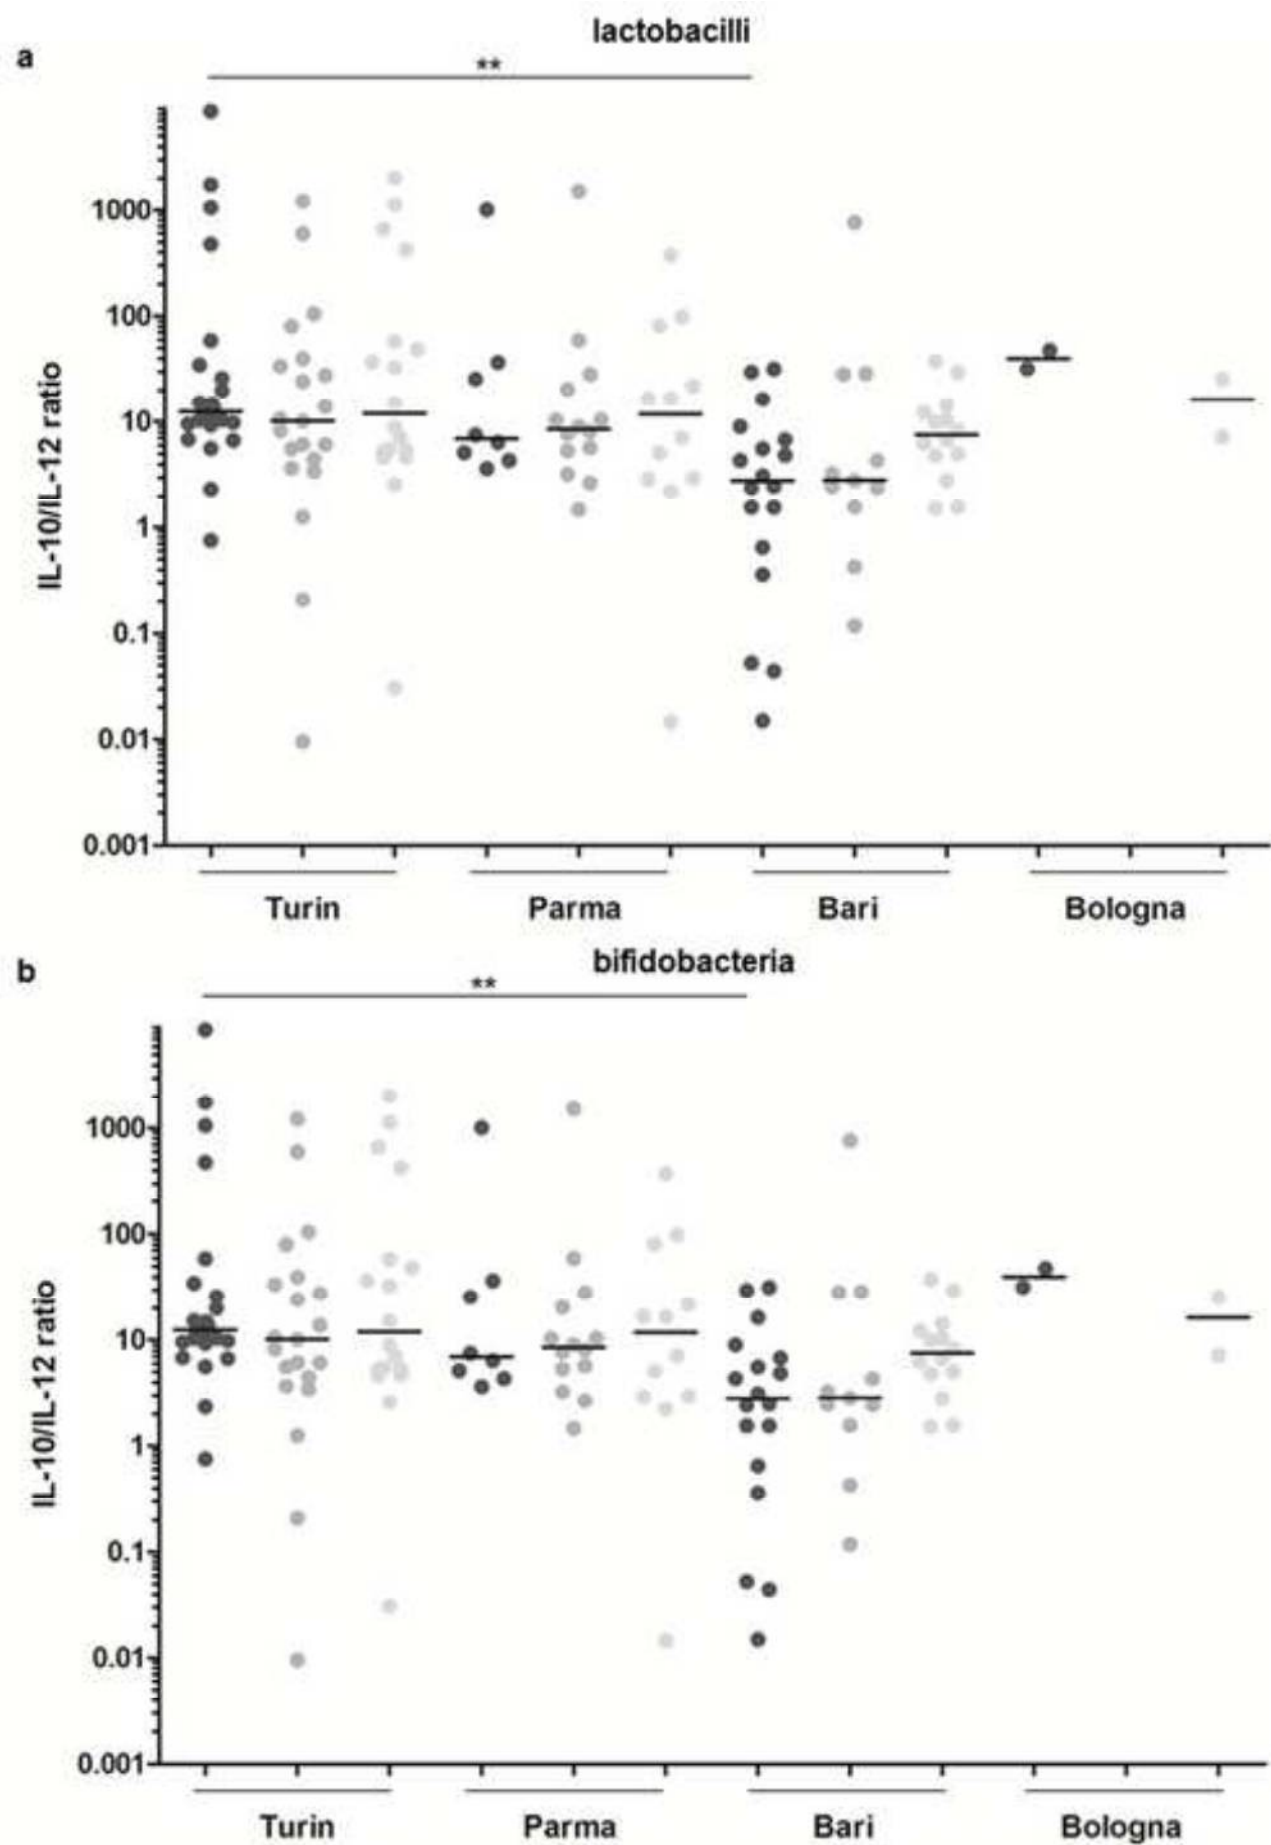 lactobacilli
a
**
IL-10/IL-12 ratio
1000
100
10
1
0.1
0.01
0.001
Turin Parma Bari Bologna
bifidobacteria
b
**
IL-10/IL-12 ratio
1000
100
10
1
0.1
0.01
0.001
Turin Parma Bari Bologna